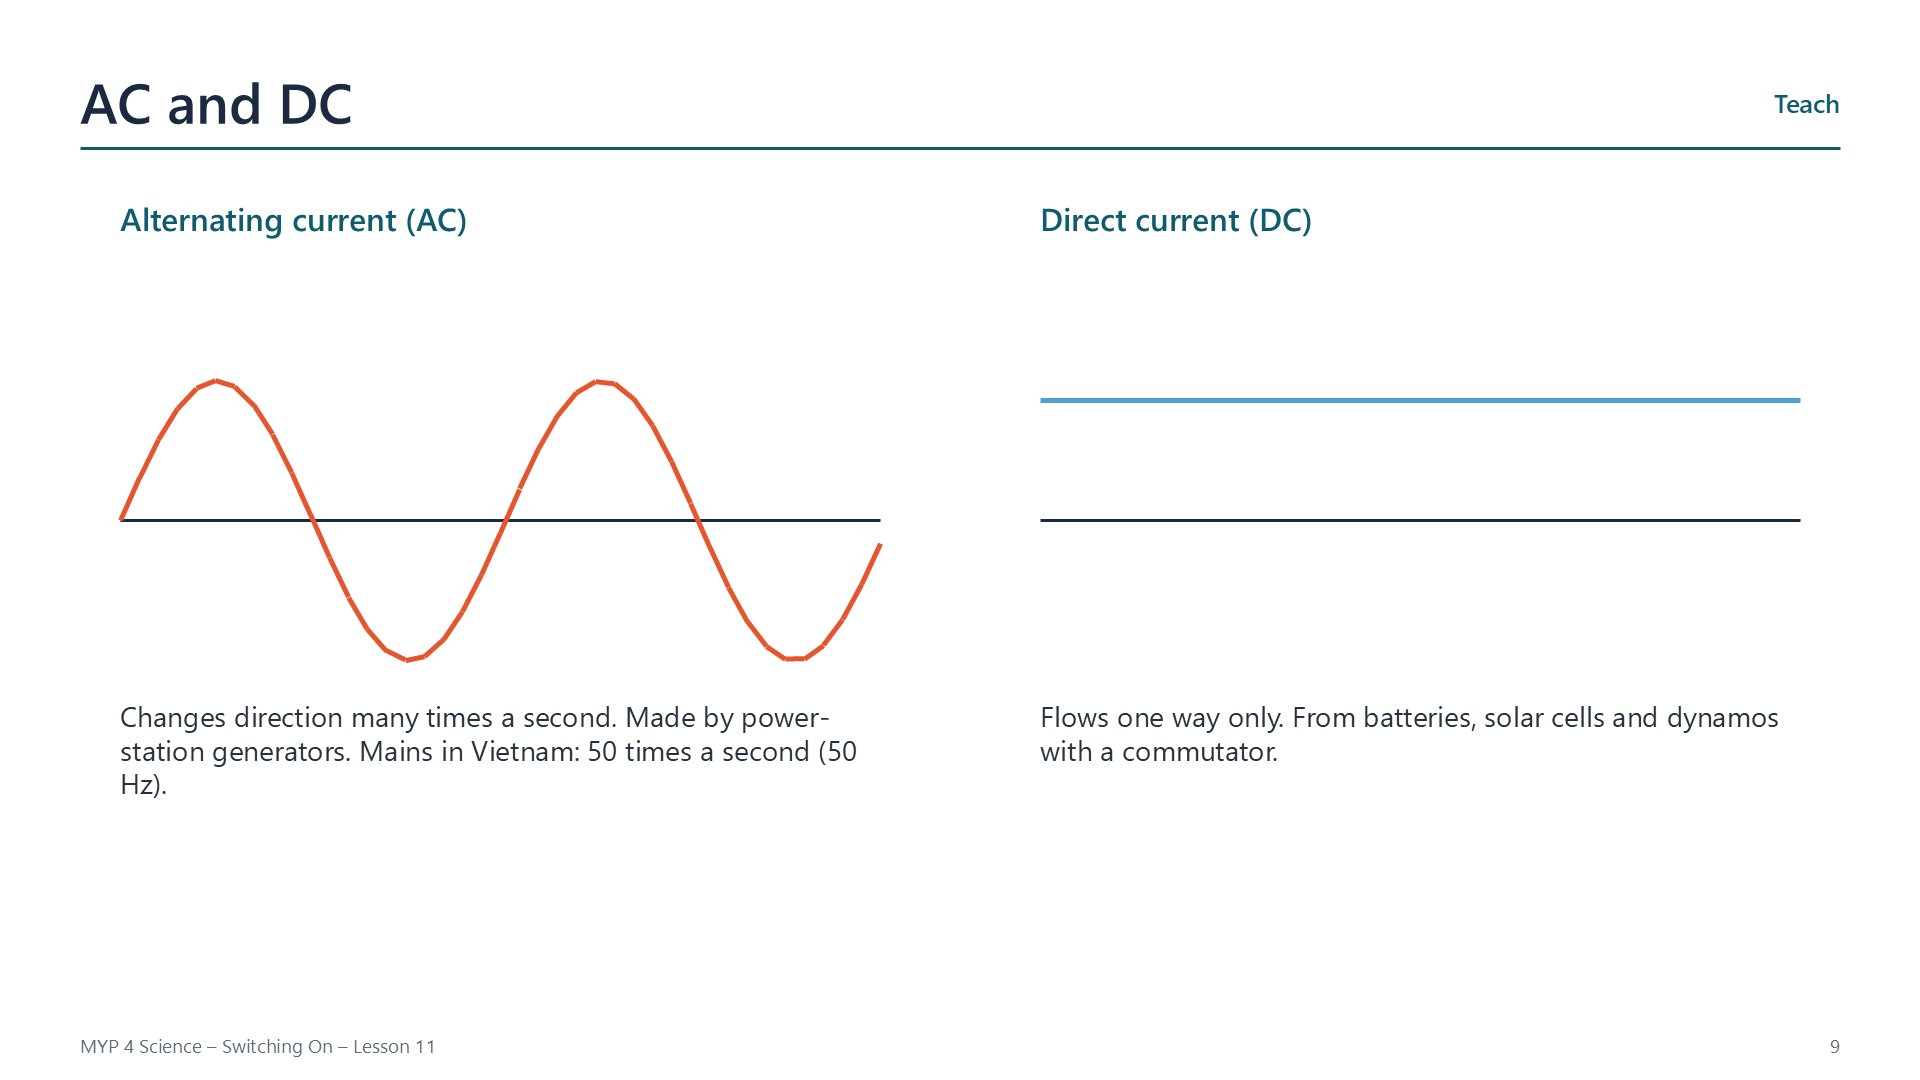 AC and DC
Teach
Alternating current (AC)
Direct current (DC)
Changes direction many times a second. Made by power-
station generators. Mains in Vietnam: 50 times a second (50
Hz).
Flows one way only. From batteries, solar cells and dynamos
with a commutator.
MYP 4 Science – Switching On – Lesson 11
9